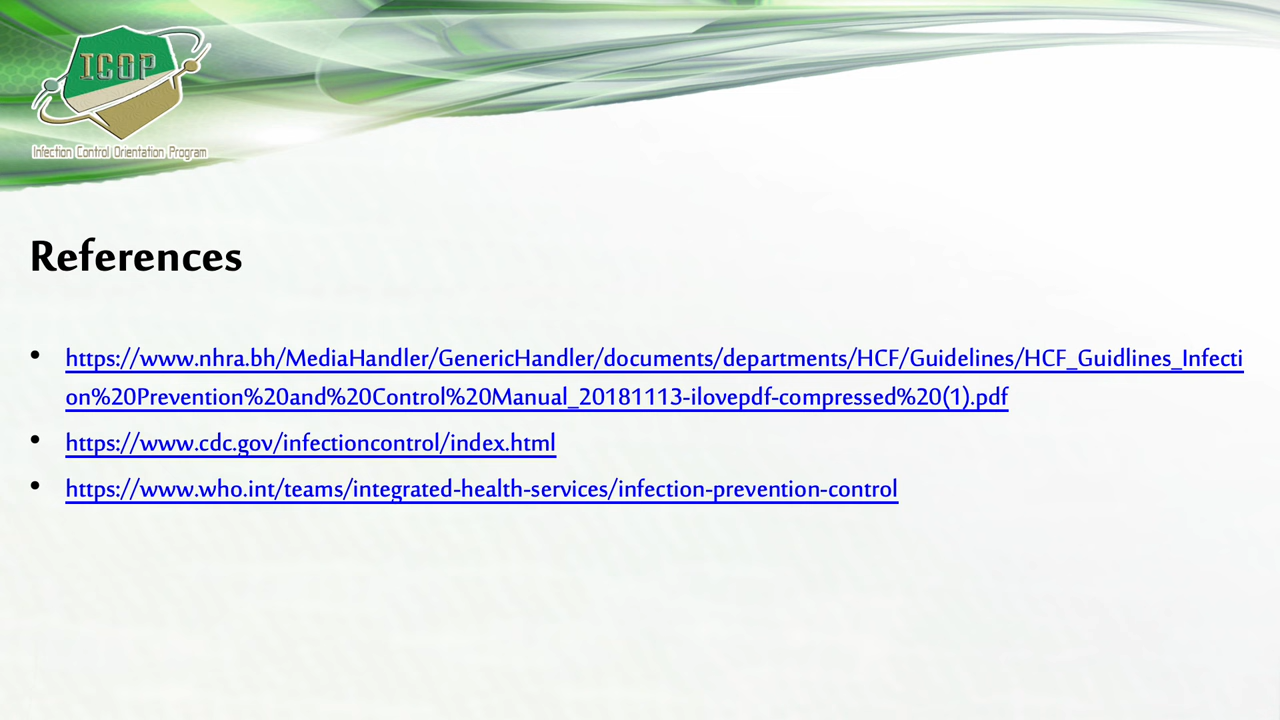 ICOP
Infection Control Orientation Program
References
• https://www.nhra.bh/MediaHandler/GenericHandler/documents/departments/HCF/Guidelines/HCF_Guidlines_Infecti
on%20Prevention%20and%20Control%20Manual_20181113-ilovepdf-compressed%20(1).pdf
• https://www.cdc.gov/infectioncontrol/index.html
• https://www.who.int/teams/integrated-health-services/infection-prevention-control